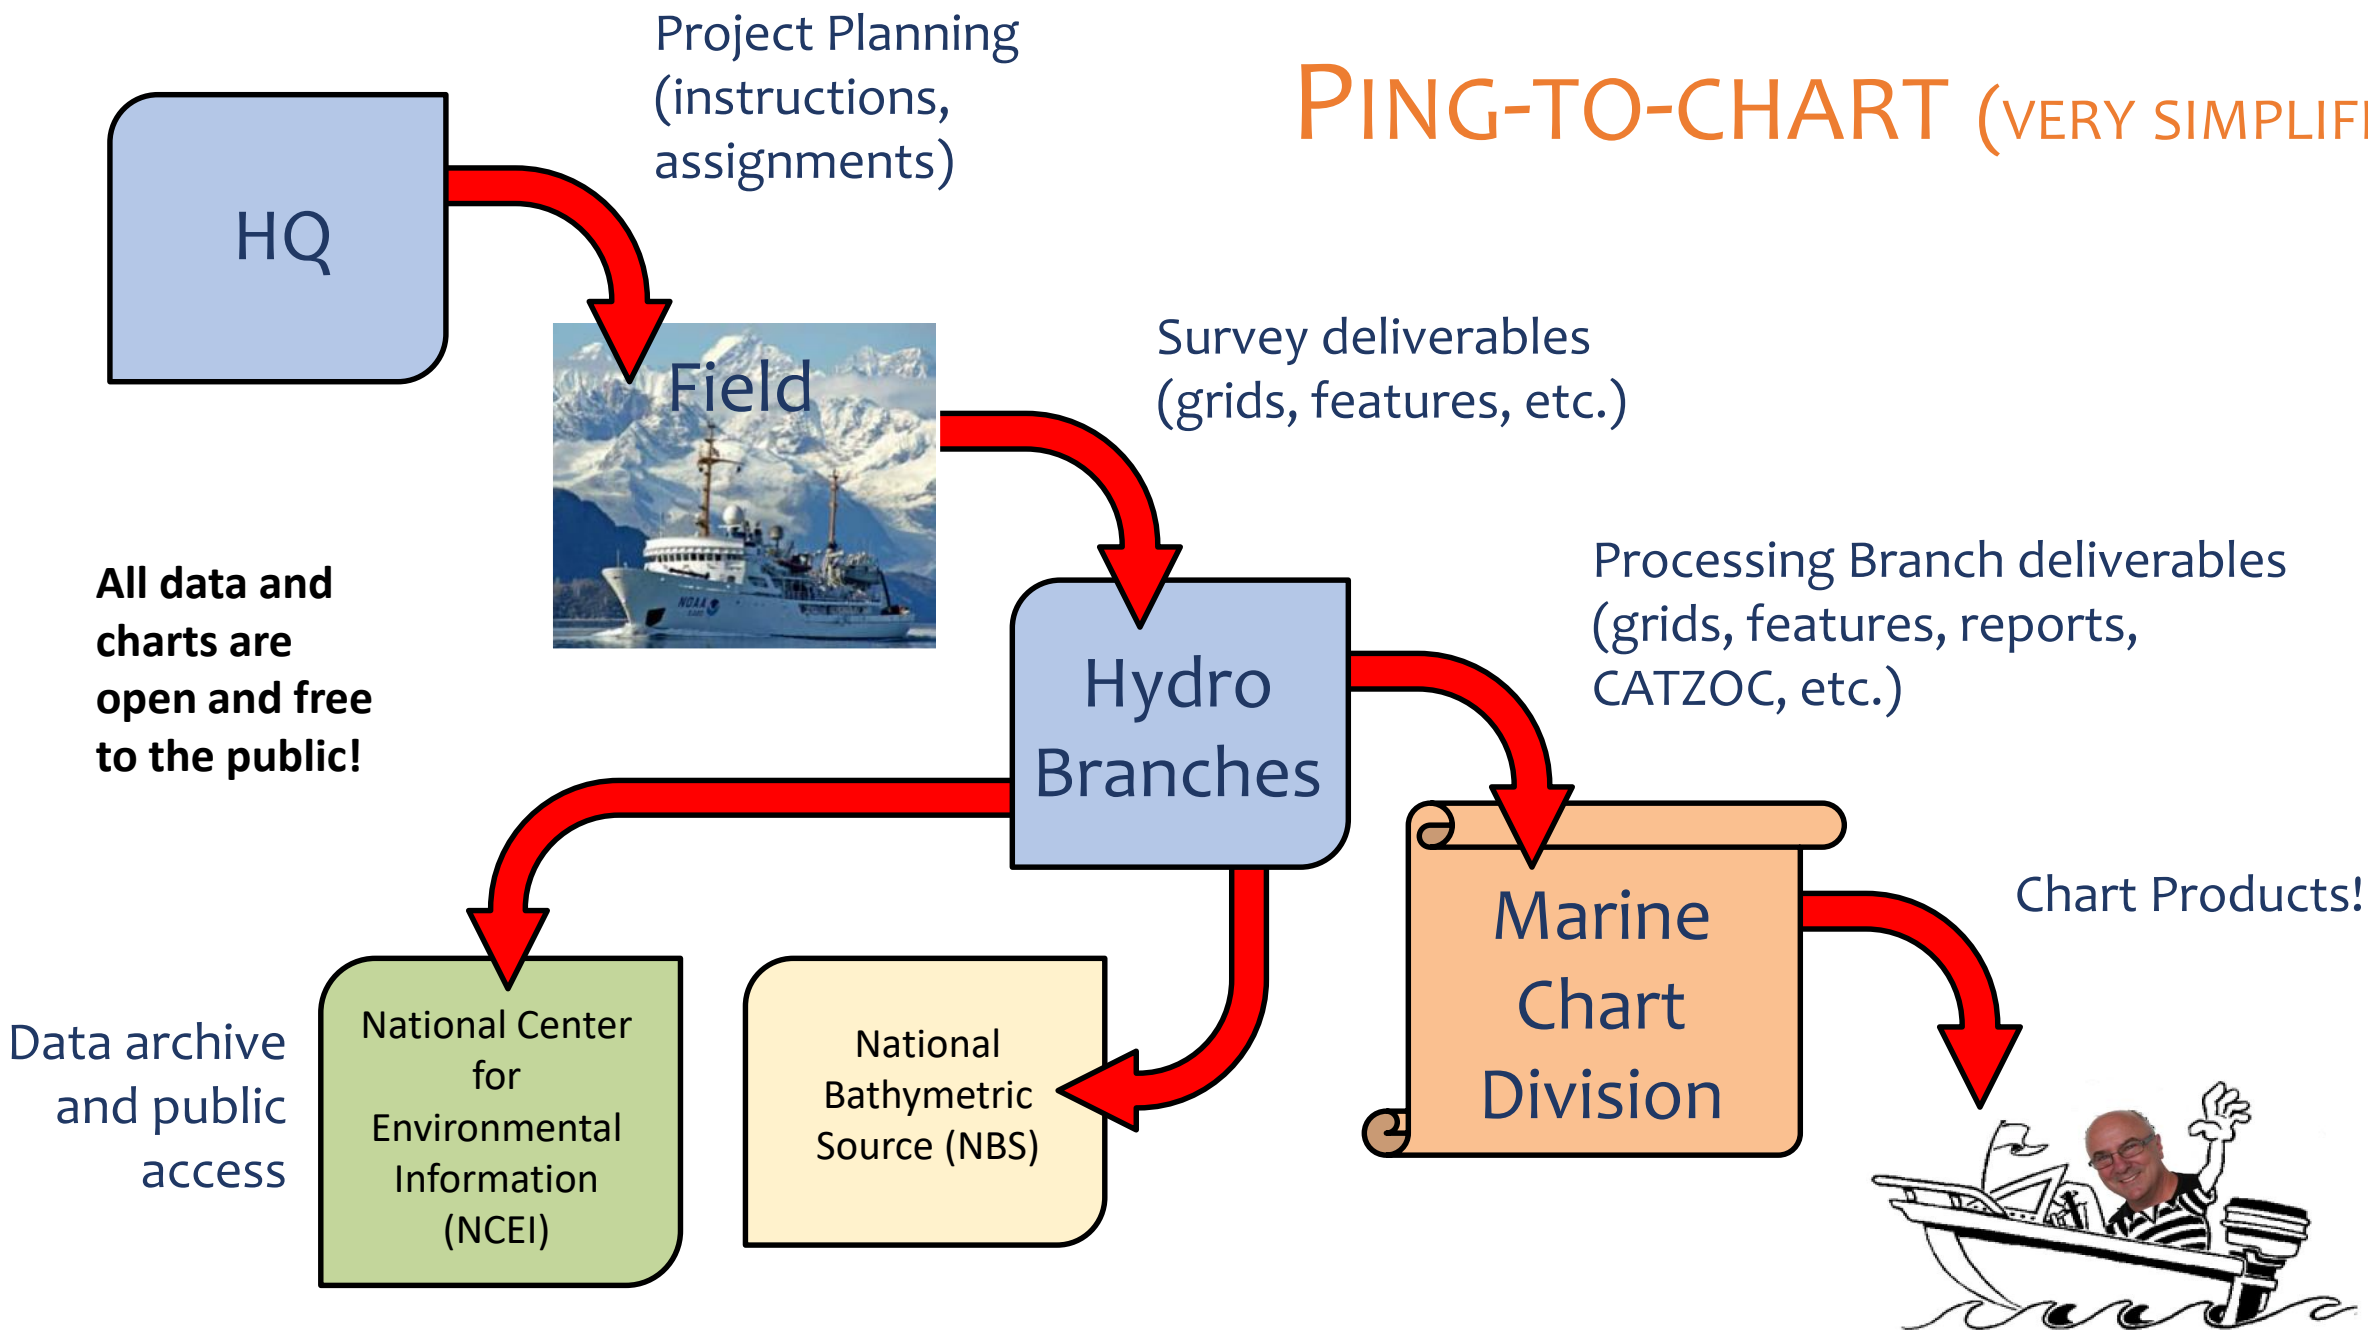 Project Planning
(instructions,
assignments)
PING-TO-CHART (VERY SIMPLIFI
HQ
Field
Survey deliverables
(grids, features, etc.)
All data and
charts are
open and free
to the public!
NOAA
Processing Branch deliverables
(grids, features, reports,
CATZOC, etc.)
Hydro
Branches
Chart Products!
Marine
Chart
Division
Data archive
and public
access
National Center
for
Environmental
Information
(NCEI)
National
Bathymetric
Source (NBS)